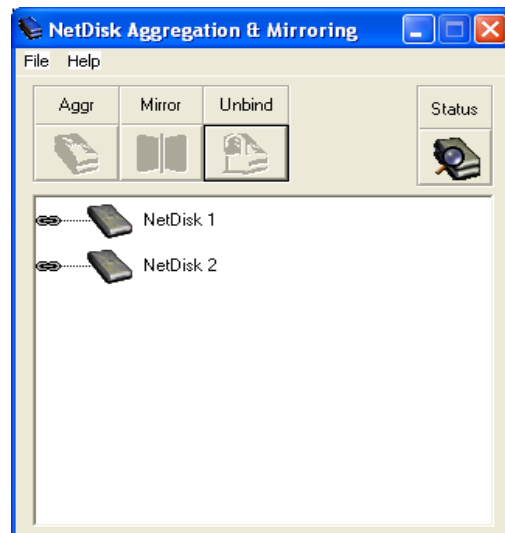 NetDisk Aggregation & Mirroring
File Help
Aggr Mirror Unbind Status
NetDisk 1
NetDisk 2